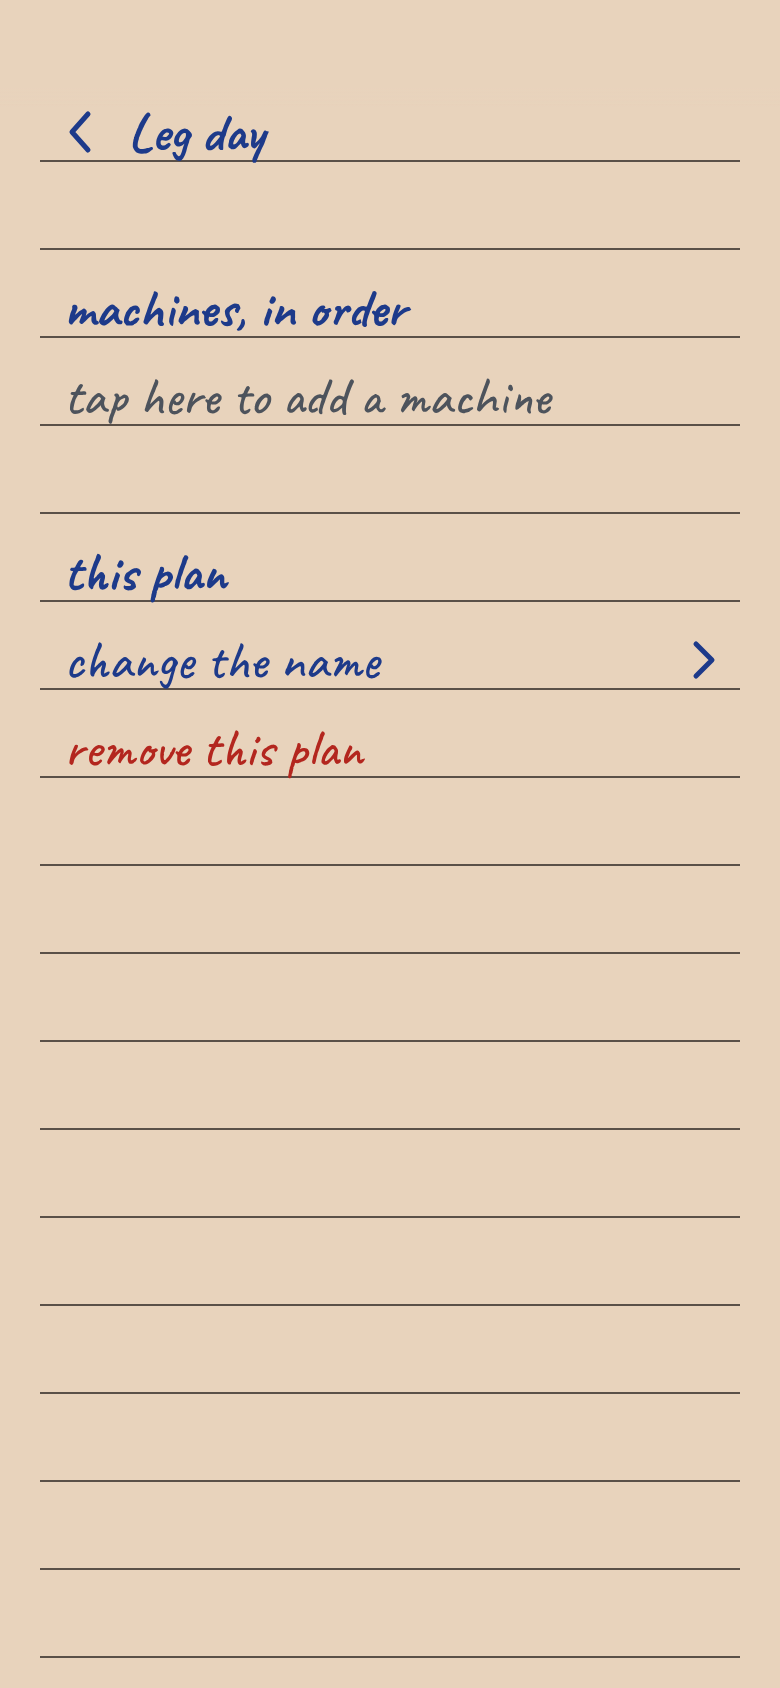 Leg day
machines, in order
tap here to add a machine
this plan
change the name
remove this plan